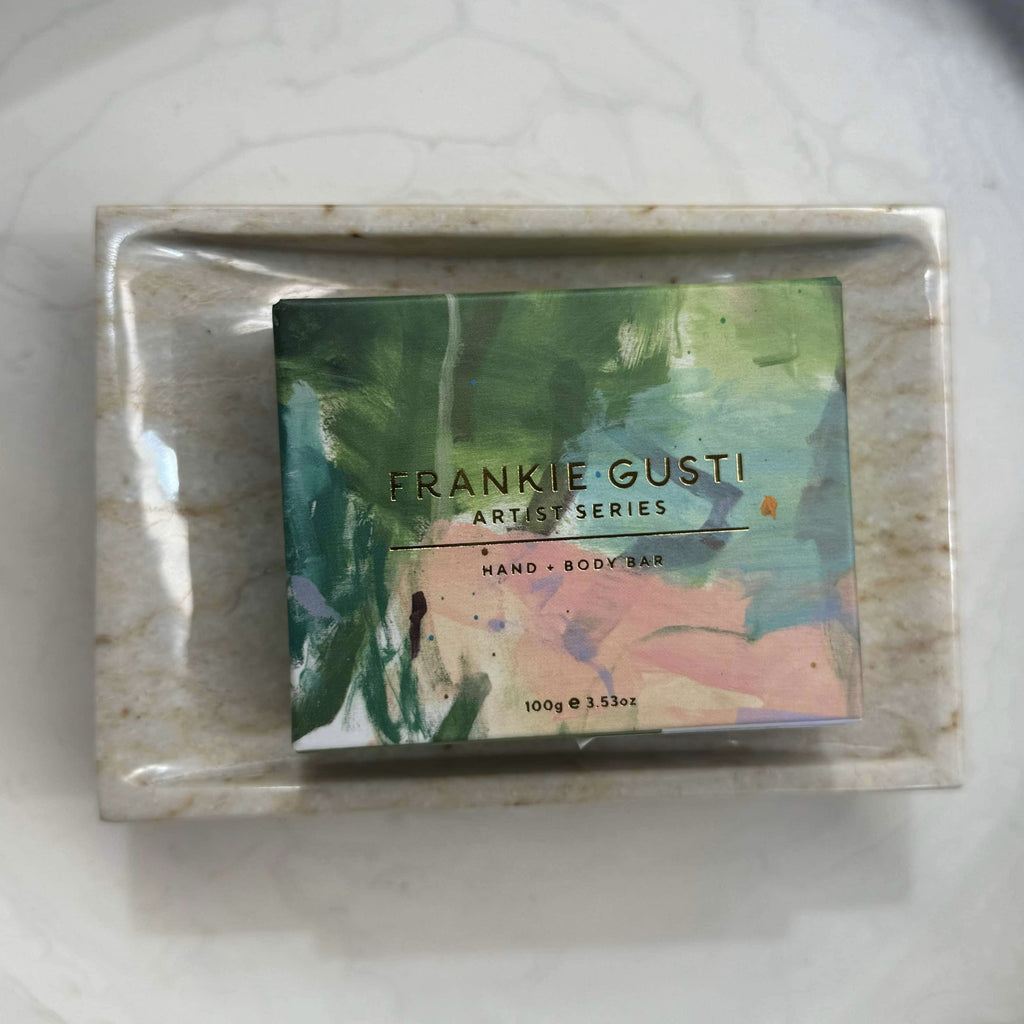 FRANKIE GUSTI
ARTIST SERIES
HAND + BODY BAR
100g e 3.53oz